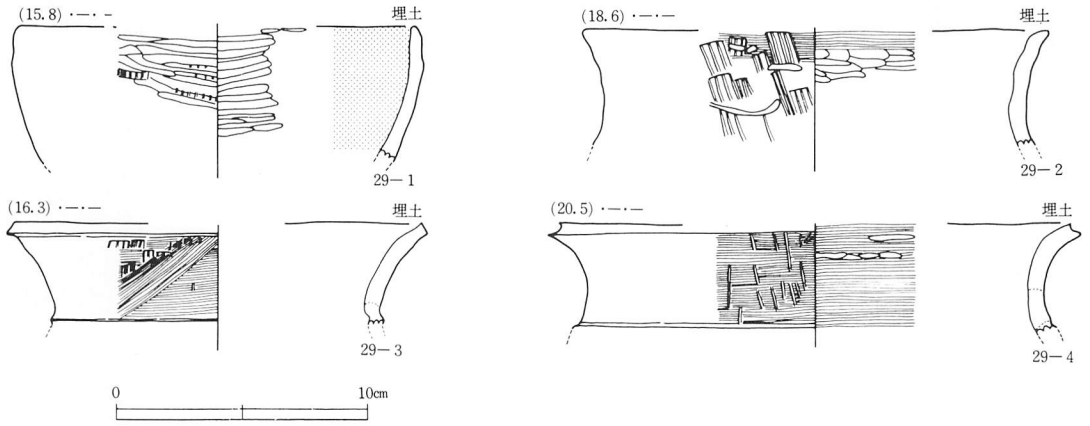 (15.8)・—・— 埋土
29—1
(18.6)・—・— 埋土
29—2
(16.3)・—・— 埋土
29—3
(20.5)・—・— 埋土
29—4
0 10cm